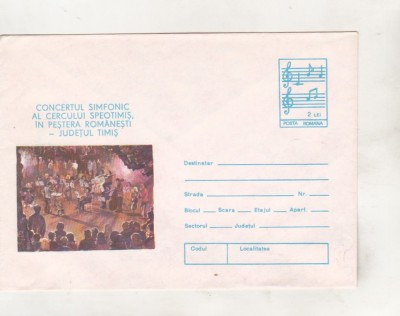 CONCERTUL SIMFONIC
AL CERCULUI SPEOTIMIȘ,
ÎN PEȘTERA ROMÂNEȘTI
– JUDEȚUL TIMIȘ
2 LEI
POSTA ROMANA
Destinatar
Strada Nr.
Blocul Scara Etajul Apart.
Sectorul Județul
Codul Localitatea